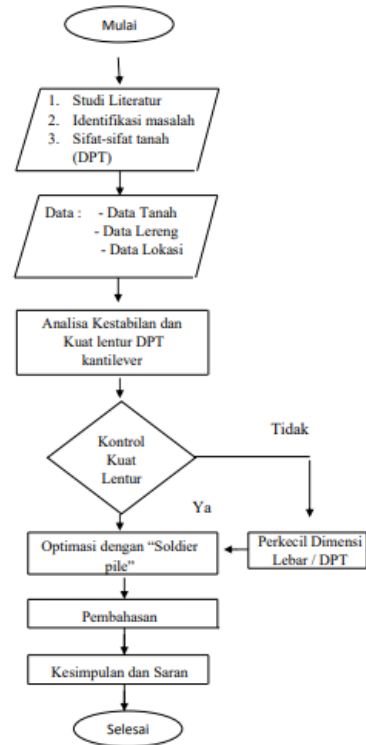 Mulai
1. Studi Literatur
2. Identifikasi masalah
3. Sifat-sifat tanah
(DPT)
Data : - Data Tanah
- Data Lereng
- Data Lokasi
Analisa Kestabilan dan
Kuat lentur DPT
kantilever
Kontrol
Kuat
Lentur
Tidak
Ya
Optimasi dengan “Soldier
pile”
Perkecil Dimensi
Lebar / DPT
Pembahasan
Kesimpulan dan Saran
Selesai